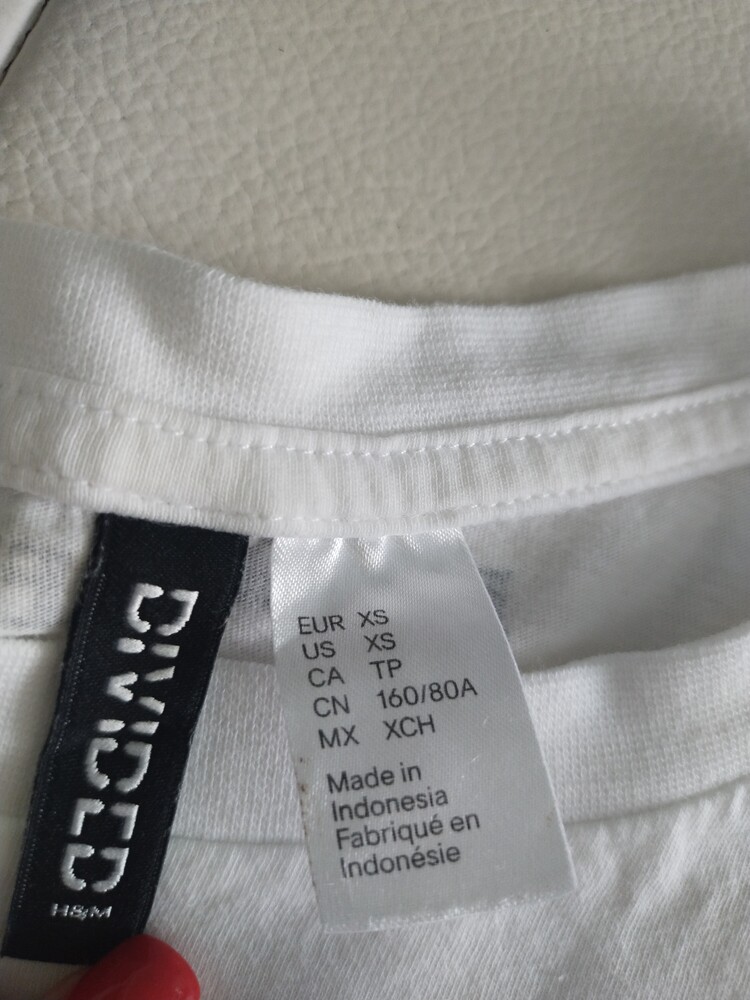 DIVIDED
H&M
EUR XS
US XS
CA TP
CN 160/80A
MX XCH
Made in
Indonesia
Fabriqué en
Indonésie